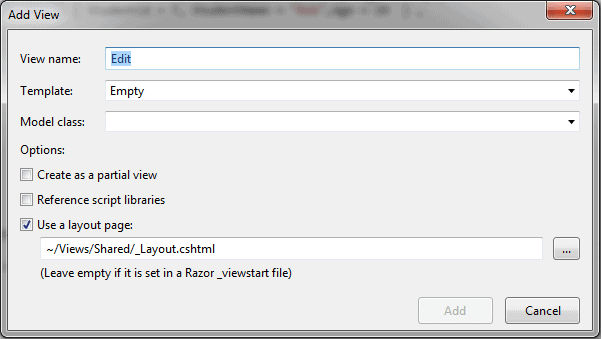 Add View
View name: Edit
Template: Empty
Model class:
Options:
Create as a partial view
Reference script libraries
Use a layout page:
~/Views/Shared/_Layout.cshtml ...
(Leave empty if it is set in a Razor _viewstart file)
Add Cancel